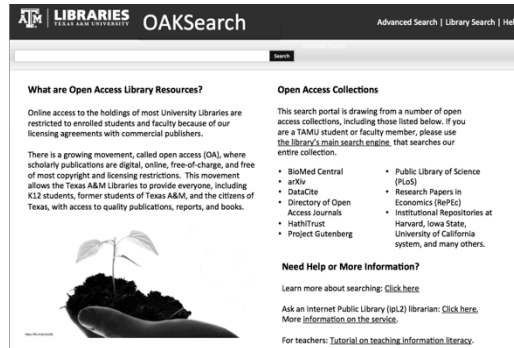 ATM LIBRARIES
TEXAS A&M UNIVERSITY
OAKSearch
Advanced Search | Library Search | Hel
Search
What are Open Access Library Resources?
Online access to the holdings of most University Libraries are
restricted to enrolled students and faculty because of our
licensing agreements with commercial publishers.
There is a growing movement, called open access (OA), where
scholarly publications are digital, online, free-of-charge, and free
of most copyright and licensing restrictions. This movement
allows the Texas A&M Libraries to provide everyone, including
K12 students, former students of Texas A&M, and the citizens of
Texas, with access to quality publications, reports, and books.
Open Access Collections
This search portal is drawing from a number of open
access collections, including those listed below. If you
are a TAMU student or faculty member, please use
the library's main search engine that searches our
entire collection.
• BioMed Central
• arXiv
• DataCite
• Directory of Open
Access Journals
• HathiTrust
• Project Gutenberg
• Public Library of Science
(PLoS)
• Research Papers in
Economics (RePEc)
• Institutional Repositories at
Harvard, Iowa State,
University of California
system, and many others.
Need Help or More Information?
Learn more about searching: Click here
Ask an Internet Public Library (ipL2) librarian: Click here.
More information on the service.
For teachers: Tutorial on teaching information literacy.